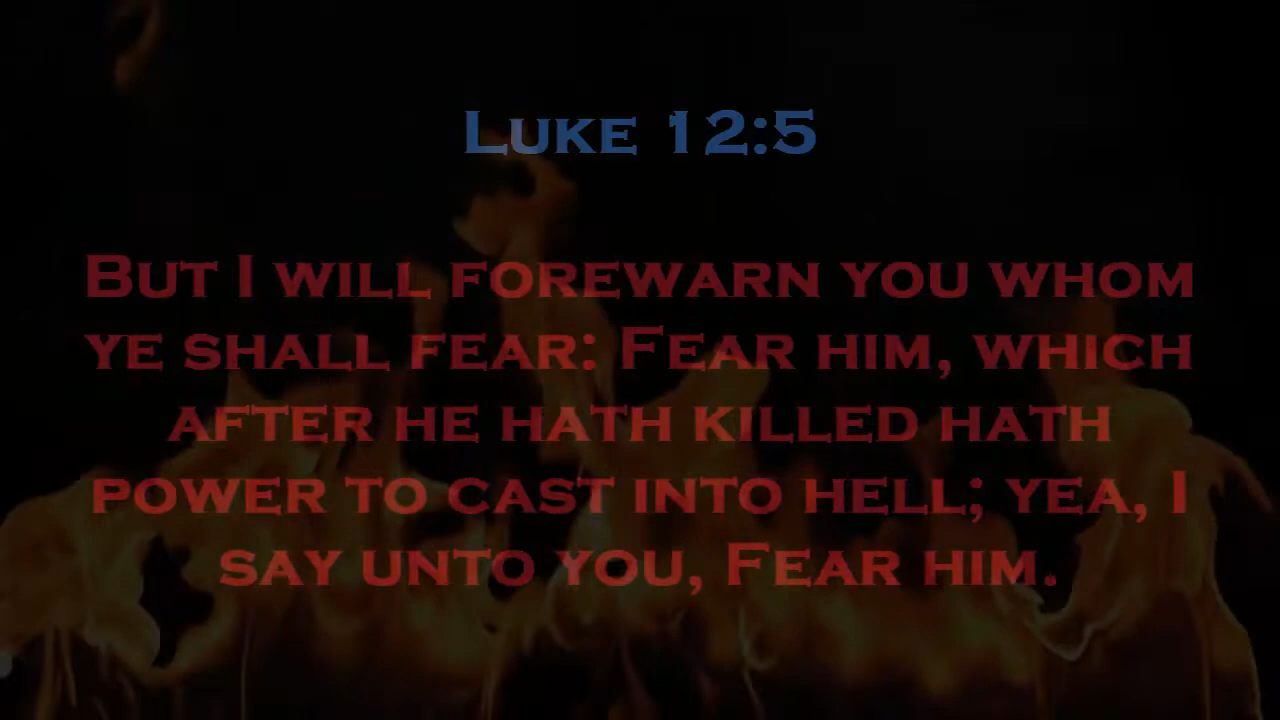 Luke 12:5
But I will forewarn you whom
ye shall fear: Fear him, which
after he hath killed hath
power to cast into hell; yea, I
say unto you, Fear him.